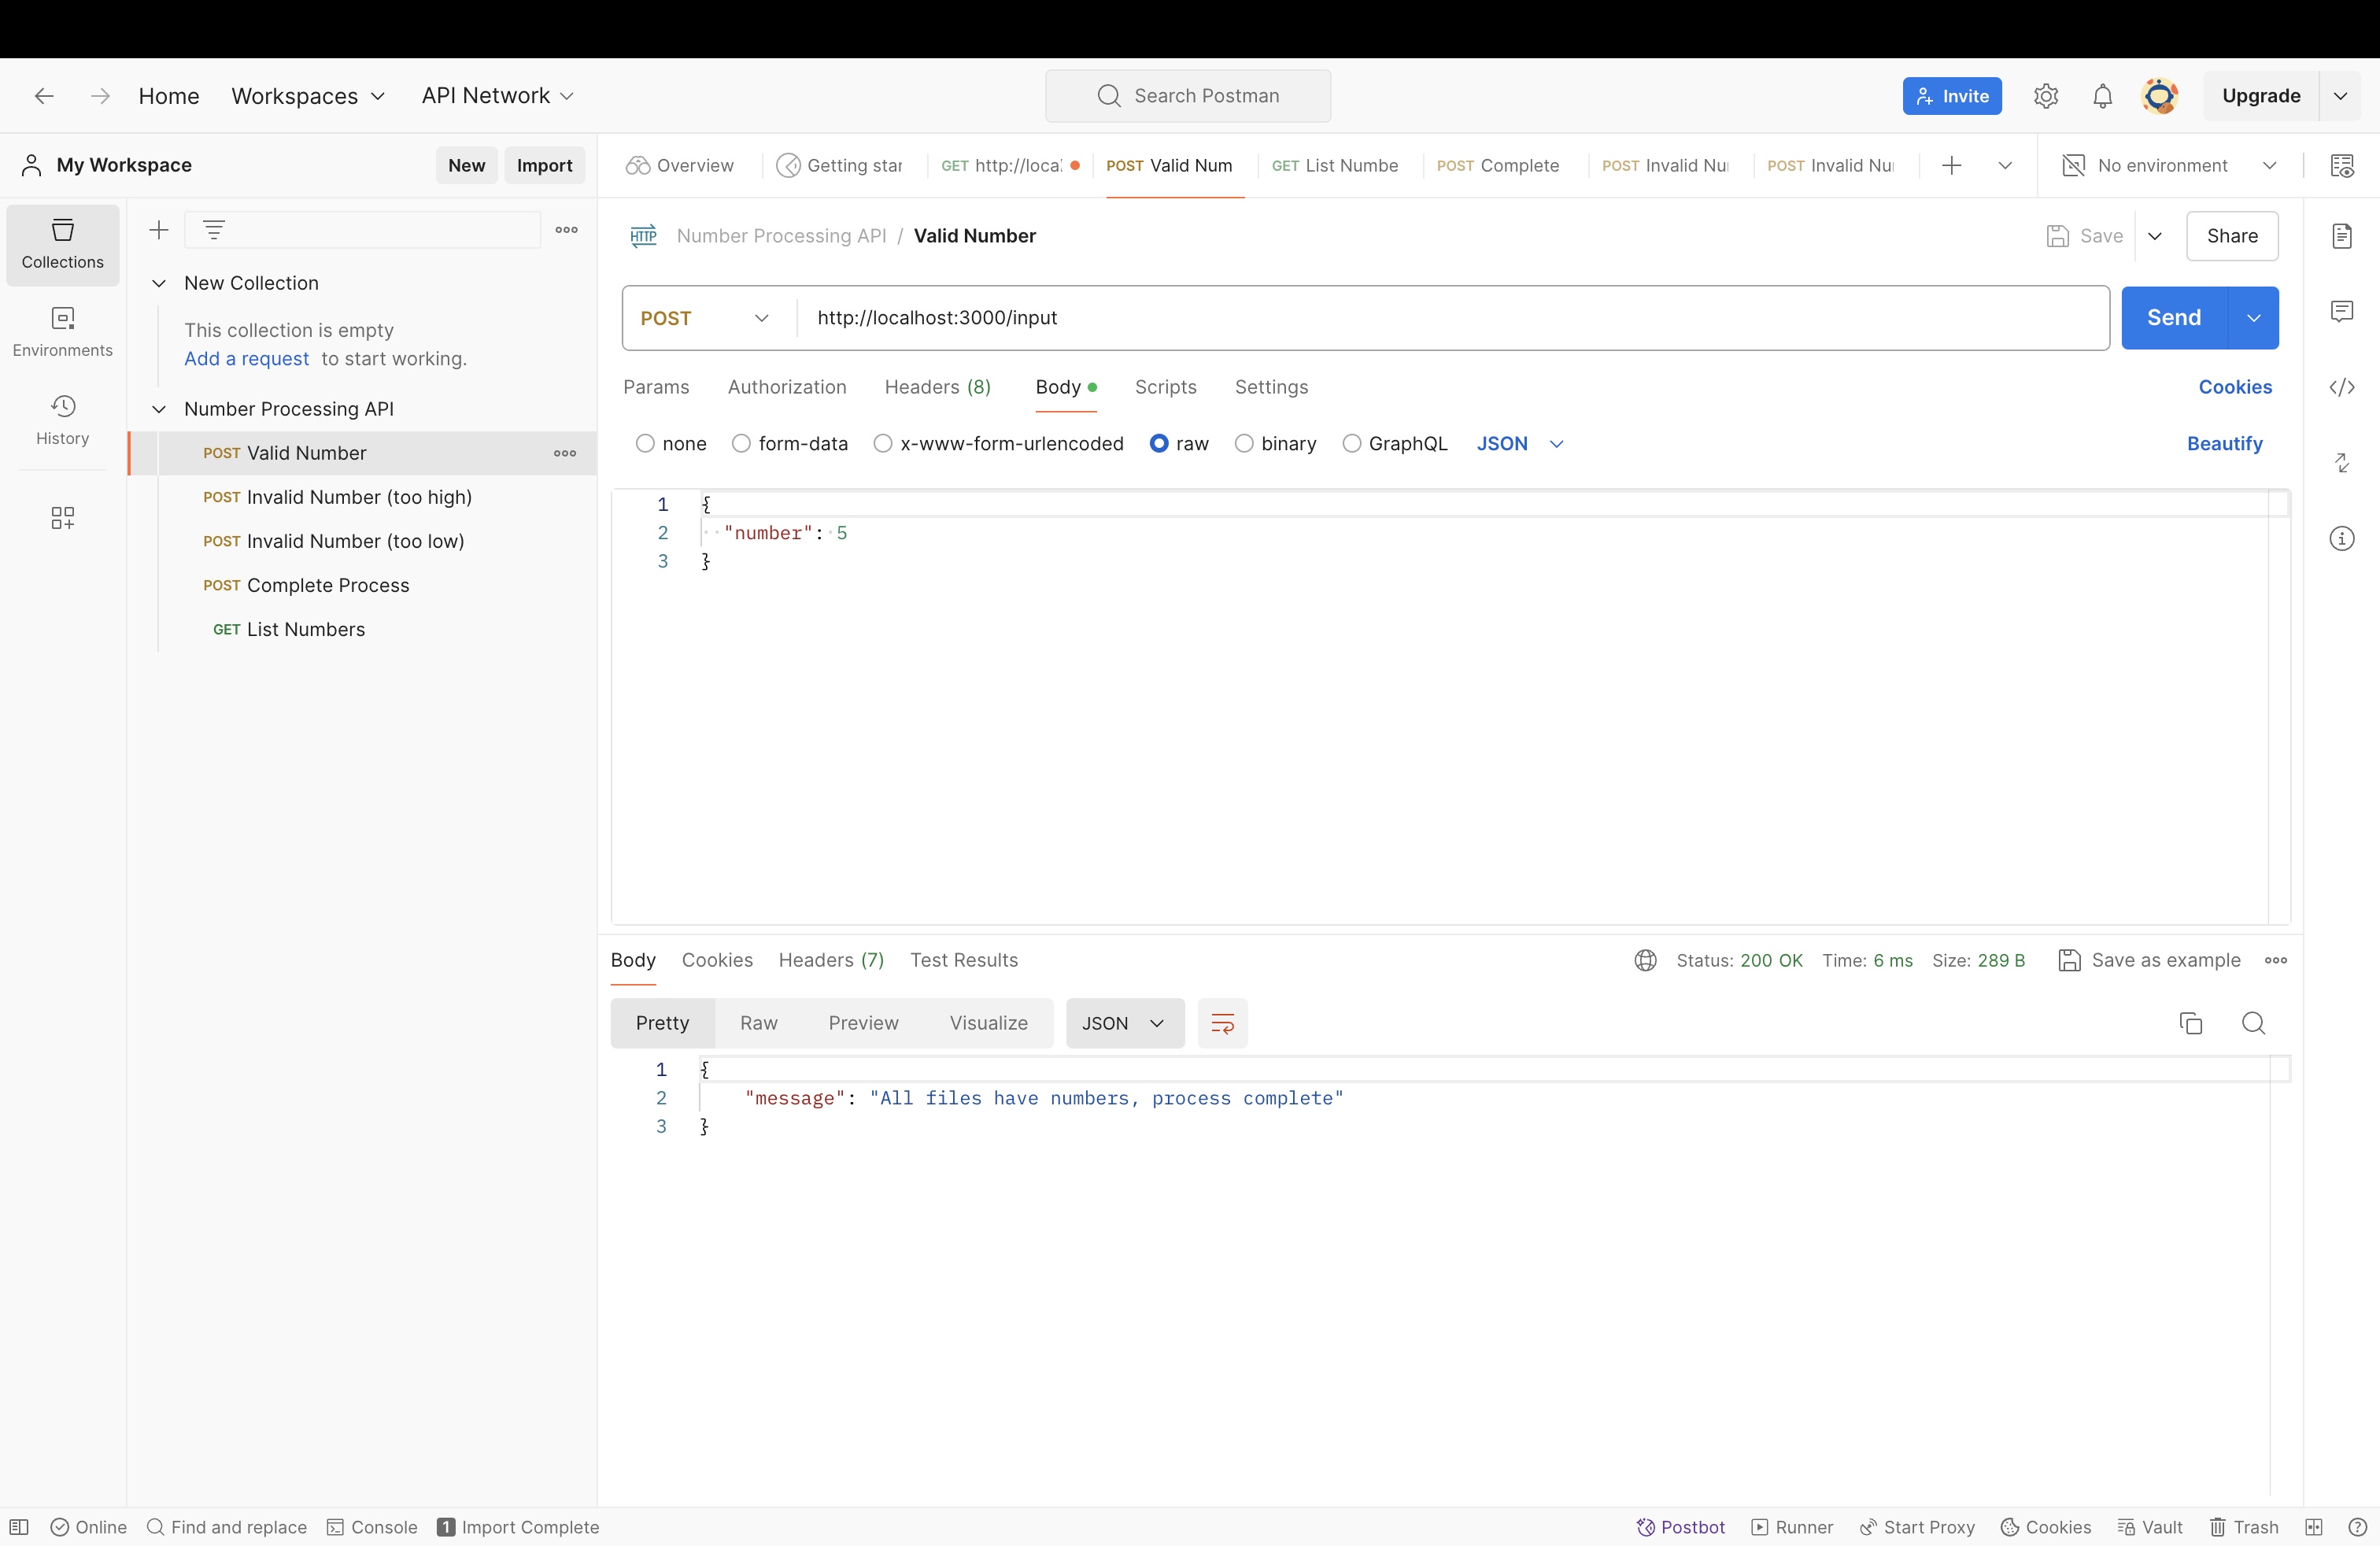 Home Workspaces API Network Search Postman Invite Upgrade
My Workspace New Import Overview Getting star GET http://local POST Valid Num GET List Numbe POST Complete POST Invalid Nu POST Invalid Nu No environment
Collections
Environments
History
New Collection
This collection is empty
Add a request to start working.
Number Processing API
POST Valid Number
POST Invalid Number (too high)
POST Invalid Number (too low)
POST Complete Process
GET List Numbers
HTTP Number Processing API / Valid Number Save Share
POST http://localhost:3000/input Send
Params Authorization Headers (8) Body Scripts Settings Cookies
none form-data x-www-form-urlencoded raw binary GraphQL JSON Beautify
1 {
2 "number": 5
3 }
Body Cookies Headers (7) Test Results Status: 200 OK Time: 6 ms Size: 289 B Save as example
Pretty Raw Preview Visualize JSON
1 {
2 "message": "All files have numbers, process complete"
3 }
Online Find and replace Console 1 Import Complete Postbot Runner Start Proxy Cookies Vault Trash